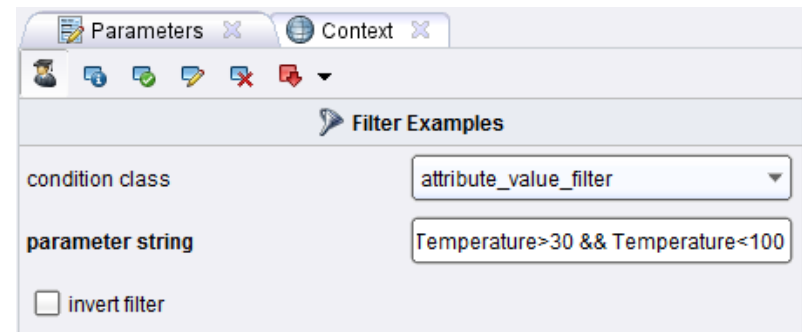 Parameters Context
Filter Examples
condition class attribute_value_filter
parameter string Temperature>30 && Temperature<100
invert filter